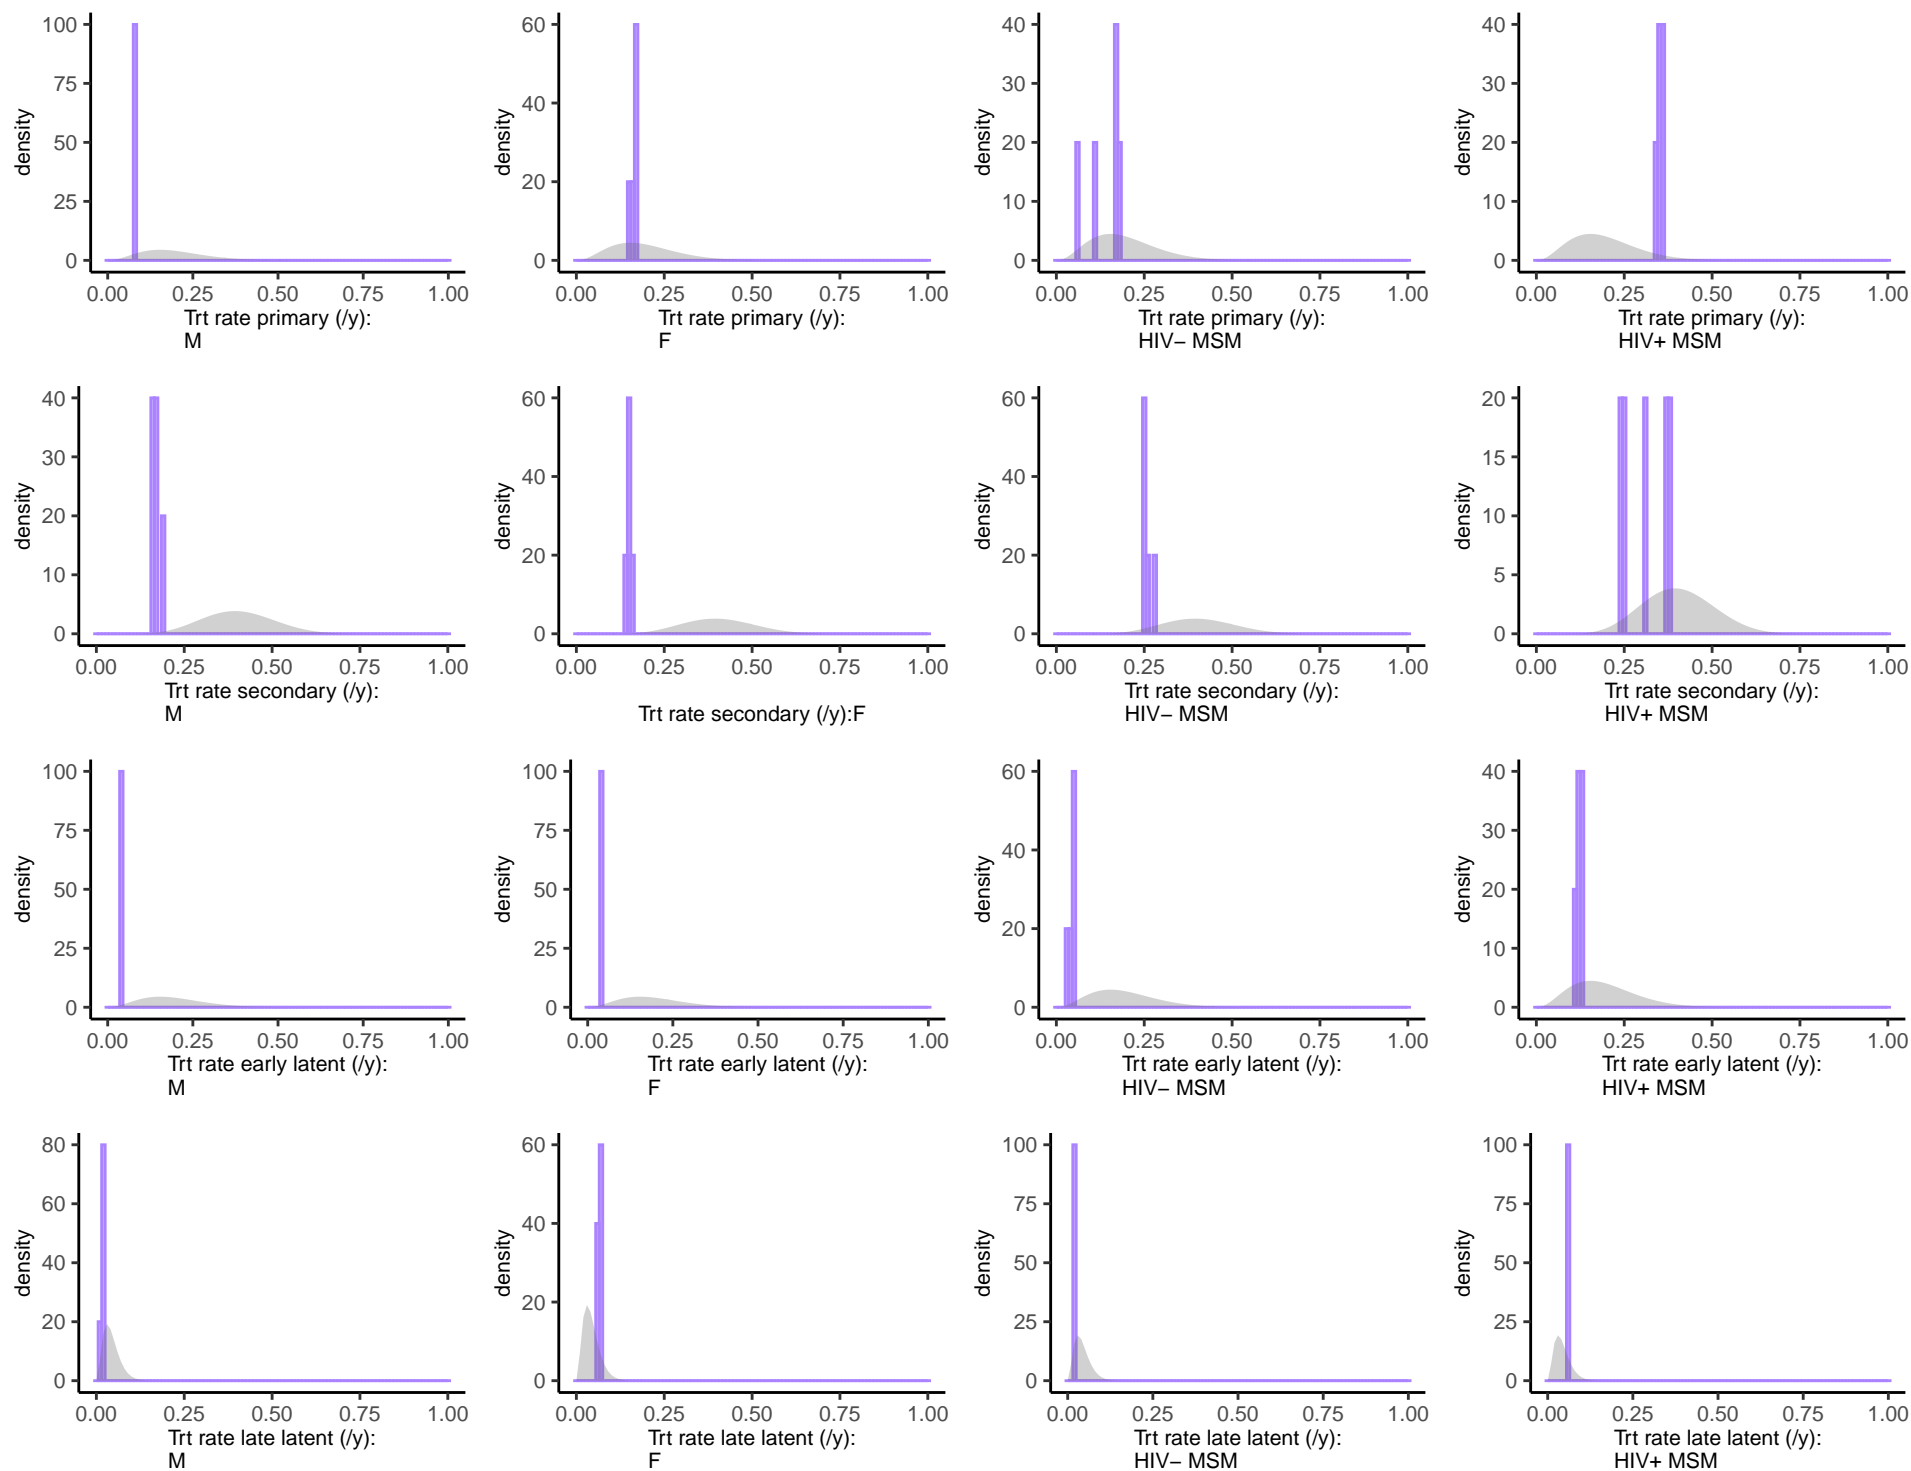 100
75
50
25
0
density
0.00 0.25 0.50 0.75 1.00
Trt rate primary (/y):
M
60
40
20
0
density
0.00 0.25 0.50 0.75 1.00
Trt rate primary (/y):
F
40
30
20
10
0
density
0.00 0.25 0.50 0.75 1.00
Trt rate primary (/y):
HIV− MSM
40
30
20
10
0
density
0.00 0.25 0.50 0.75 1.00
Trt rate primary (/y):
HIV+ MSM
40
30
20
10
0
density
0.00 0.25 0.50 0.75 1.00
Trt rate secondary (/y):
M
60
40
20
0
density
0.00 0.25 0.50 0.75 1.00
Trt rate secondary (/y):F
60
40
20
0
density
0.00 0.25 0.50 0.75 1.00
Trt rate secondary (/y):
HIV− MSM
20
15
10
5
0
density
0.00 0.25 0.50 0.75 1.00
Trt rate secondary (/y):
HIV+ MSM
100
75
50
25
0
density
0.00 0.25 0.50 0.75 1.00
Trt rate early latent (/y):
M
100
75
50
25
0
density
0.00 0.25 0.50 0.75 1.00
Trt rate early latent (/y):
F
60
40
20
0
density
0.00 0.25 0.50 0.75 1.00
Trt rate early latent (/y):
HIV− MSM
40
30
20
10
0
density
0.00 0.25 0.50 0.75 1.00
Trt rate early latent (/y):
HIV+ MSM
80
60
40
20
0
density
0.00 0.25 0.50 0.75 1.00
Trt rate late latent (/y):
M
60
40
20
0
density
0.00 0.25 0.50 0.75 1.00
Trt rate late latent (/y):
F
100
75
50
25
0
density
0.00 0.25 0.50 0.75 1.00
Trt rate late latent (/y):
HIV− MSM
100
75
50
25
0
density
0.00 0.25 0.50 0.75 1.00
Trt rate late latent (/y):
HIV+ MSM